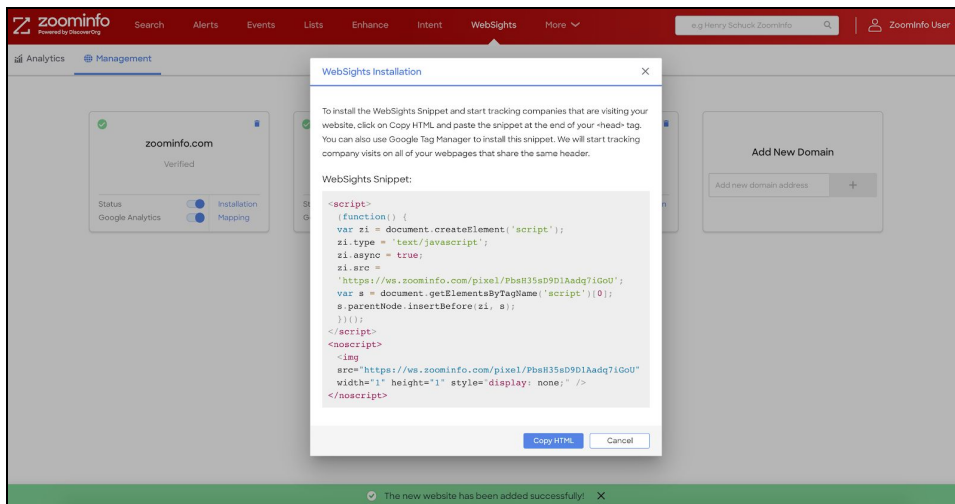 zoominfo
Powered by DiscoverOrg
Search
Alerts
Events
Lists
Enhance
Intent
WebSights
More
e.g Henry Schuck ZoomInfo
ZoomInfo User
Analytics
Management
zoominfo.com
Verified
Status
Installation
Google Analytics
Mapping
Add New Domain
Add new domain address
+
WebSights Installation
To install the WebSights Snippet and start tracking companies that are visiting your
website, click on Copy HTML and paste the snippet at the end of your <head> tag.
You can also use Google Tag Manager to install this snippet. We will start tracking
company visits on all of your webpages that share the same header.
WebSights Snippet:
<script>
(function() {
var zi = document.createElement('script');
zi.type = 'text/javascript';
zi.async = true;
zi.src =
'https://ws.zoominfo.com/pixel/PbsH35sD9D1Aadq7iGoU';
var s = document.getElementsByTagName('script')[0];
s.parentNode.insertBefore(zi, s);
})();
</script>
<noscript>
<img
src="https://ws.zoominfo.com/pixel/PbsH35sD9D1Aadq7iGoU"
width="1" height="1" style="display: none;" />
</noscript>
Copy HTML
Cancel
The new website has been added successfully!